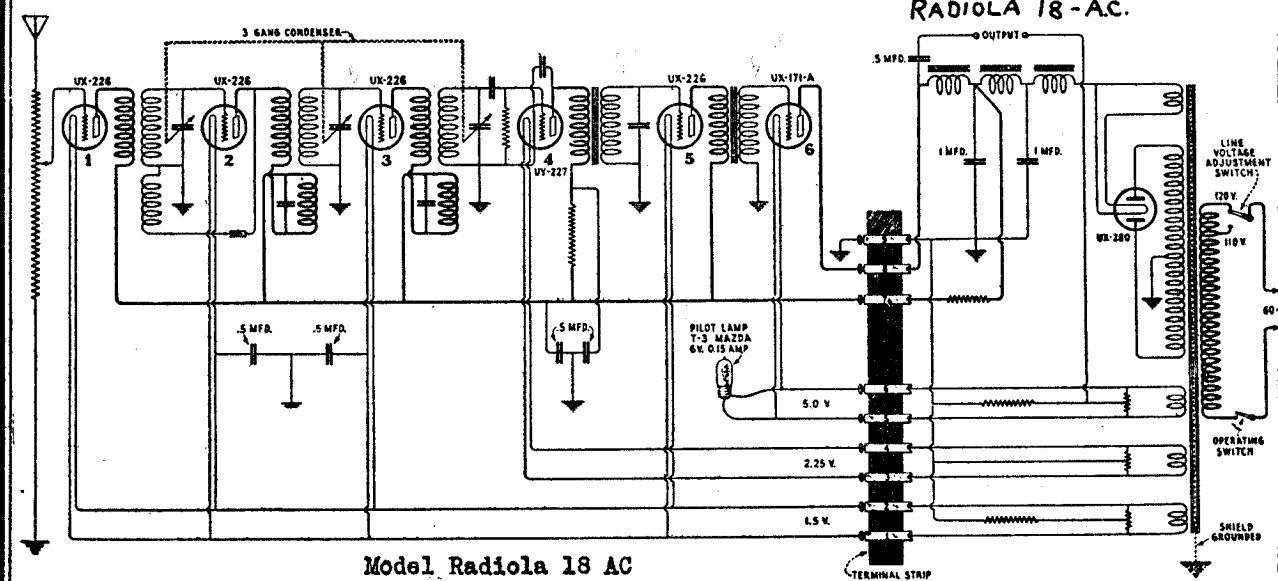 RADIOLA 18-A.C.
3 GANG CONDENSER
OUTPUT
.5 MFD.
UX-226
UX-226
UX-226
UX-226
UX-171-A
1
2
3
4
5
6
UY-227
1 MFD.
1 MFD.
LINE
VOLTAGE
ADJUSTMENT
SWITCH
120 V.
110 V.
UX-280
60
.5 MFD.
.5 MFD.
.5 MFD.
PILOT LAMP
T-3 MAZDA
6V. 0.15 AMP
5.0 V
2.25 V.
1.5 V.
OPERATING
SWITCH
SHIELD
GROUNDED
TERMINAL STRIP
Model Radiola 18 AC